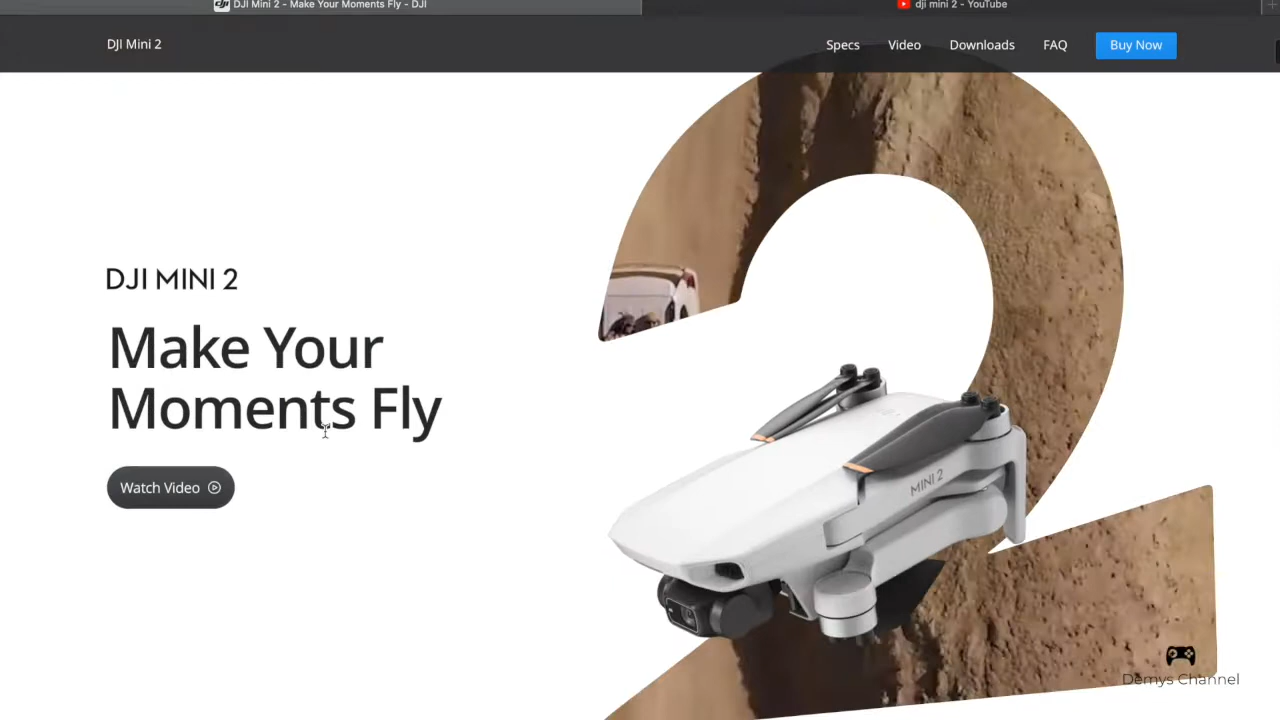 DJI Mini 2 - Make Your Moments Fly - DJI
dji mini 2 - YouTube
DJI Mini 2
Specs
Video
Downloads
FAQ
Buy Now
DJI MINI 2
Make Your
Moments Fly
Watch Video
MINI 2
Demys Channel